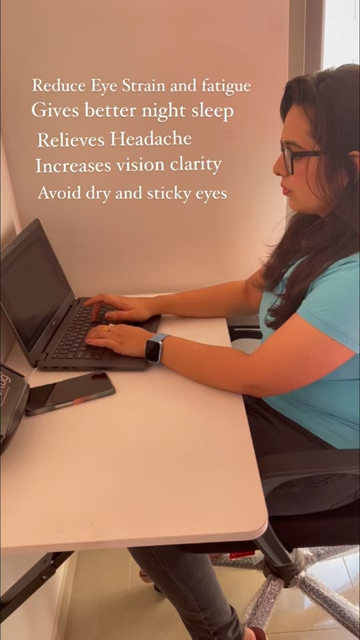 Reduce Eye Strain and fatigue
Gives better night sleep
Relieves Headache
Increases vision clarity
Avoid dry and sticky eyes